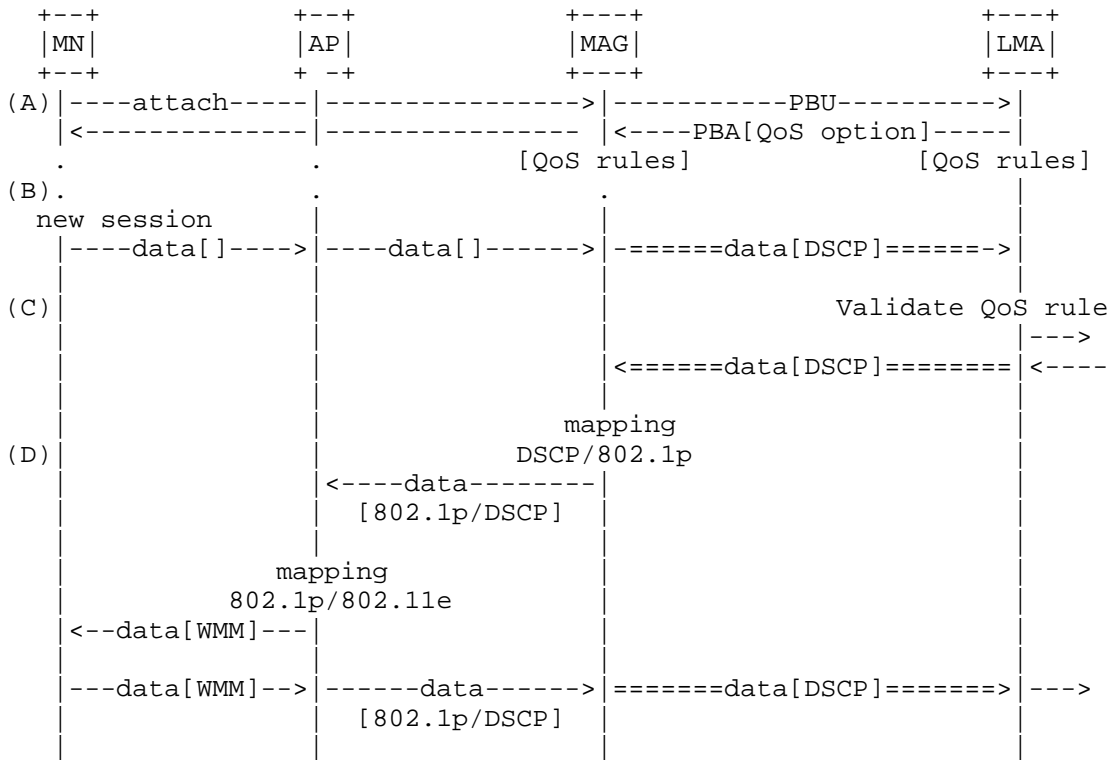 +--+ +--+ +---+ +---+
|MN| |AP| |MAG| |LMA|
+--+ + -+ +---+ +---+
(A)|----attach-----|---------------->|-----------PBU---------->|
|<--------------|---------------- |<----PBA[QoS option]-----|
. . [QoS rules] [QoS rules]
(B). . . |
new session | | |
|----data[]---->|----data[]------>|-======data[DSCP]======->|
| | | |
(C)| | | Validate QoS rule
| | | |--->
| | |<======data[DSCP]========|<----
| | | |
| | mapping |
(D)| | DSCP/802.1p |
| |<----data--------| |
| | [802.1p/DSCP] | |
| | | |
| mapping | |
| 802.1p/802.11e | |
|<--data[WMM]---| | |
| | | |
|---data[WMM]-->|------data------>|=======data[DSCP]=======>|--->
| | [802.1p/DSCP] | |
| | | |